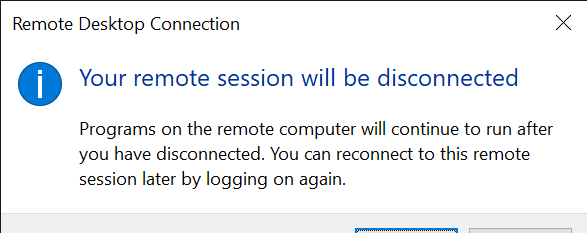 Remote Desktop Connection
Your remote session will be disconnected
Programs on the remote computer will continue to run after
you have disconnected. You can reconnect to this remote
session later by logging on again.